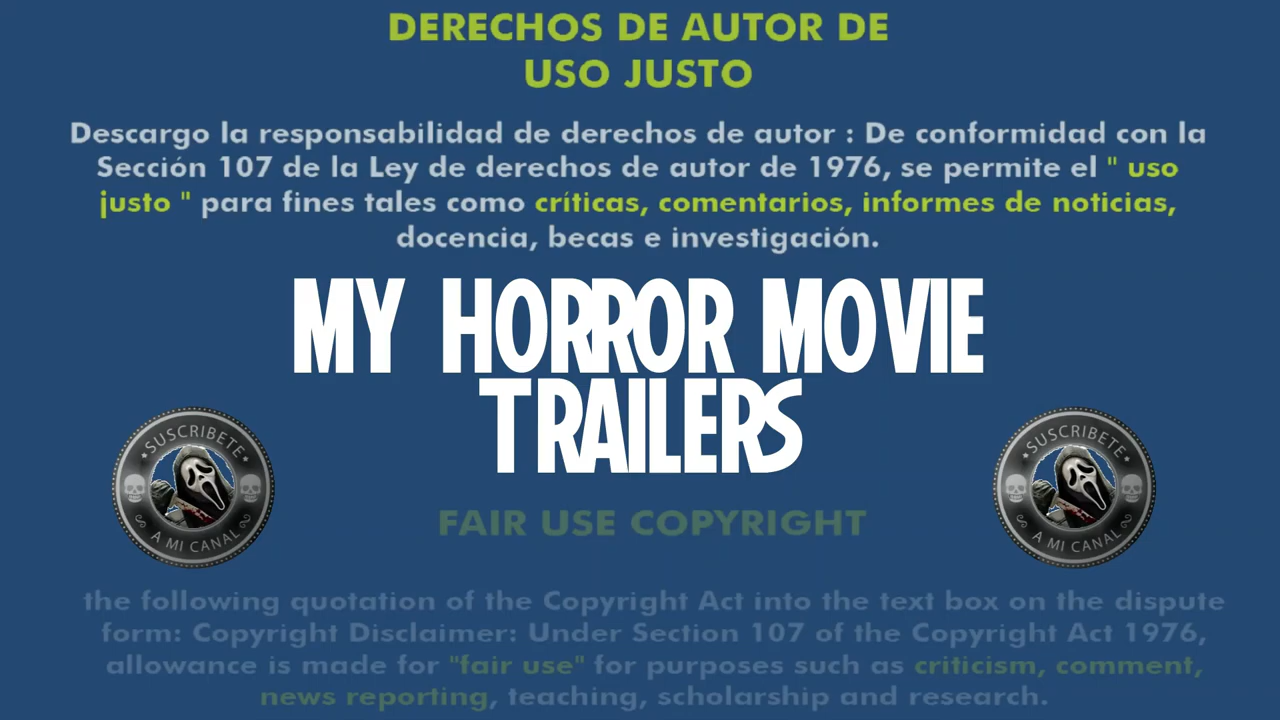 DERECHOS DE AUTOR DE
USO JUSTO
Descargo la responsabilidad de derechos de autor : De conformidad con la
Sección 107 de la Ley de derechos de autor de 1976, se permite el " uso
justo " para fines tales como críticas, comentarios, informes de noticias,
docencia, becas e investigación.
MY HORROR MOVIE
TRAILERS
SUSCRIBETE
A MI CANAL
SUSCRIBETE
A MI CANAL
FAIR USE COPYRIGHT
the following quotation of the Copyright Act into the text box on the dispute
form: Copyright Disclaimer: Under Section 107 of the Copyright Act 1976,
allowance is made for "fair use" for purposes such as criticism, comment,
news reporting, teaching, scholarship and research.